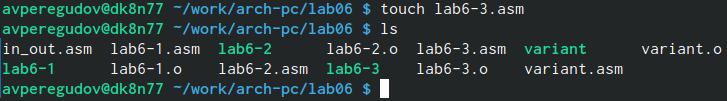 avperegudov@dk8n77 ~/work/arch-pc/lab06 $ touch lab6-3.asm
avperegudov@dk8n77 ~/work/arch-pc/lab06 $ ls
in_out.asm lab6-1.asm lab6-2 lab6-2.o lab6-3.asm variant variant.o
lab6-1 lab6-1.o lab6-2.asm lab6-3 lab6-3.o variant.asm
avperegudov@dk8n77 ~/work/arch-pc/lab06 $